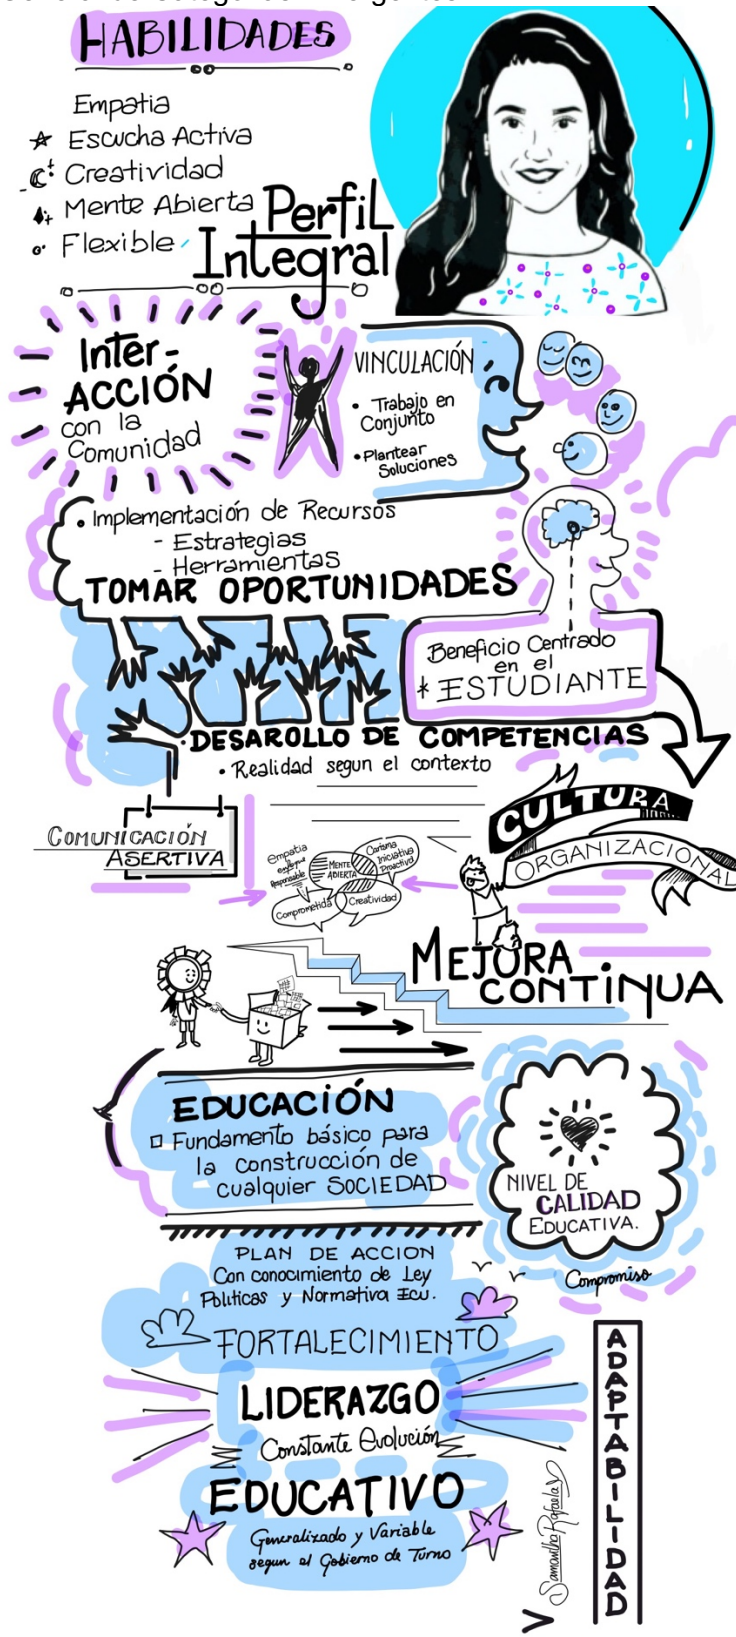 HABILIDADES
Empatia
Escucha Activa
Creatividad
Mente Abierta
Flexible
Perfil
Integral
Inter-
ACCIÓN
con la
Comunidad
VINCULACIÓN
• Trabajo en
Conjunto
• Plantear
Soluciones
• Implementación de Recursos
- Estrategias
- Herramientas
TOMAR OPORTUNIDADES
Beneficio Centrado
en el
* ESTUDIANTE
• DESAROLLO DE COMPETENCIAS
• Realidad segun el contexto
COMUNICACIÓN
ASERTIVA
Empatia
Responsable
MENTE
ABIERTA
Carisma
Iniciativa
Proactivo
Comprometida
Creatividad
CULTURA
ORGANIZACIONAL
MEJORA
CONTINUA
EDUCACIÓN
Fundamento básico para
la construcción de
cualquier SOCIEDAD
NIVEL DE
CALIDAD
EDUCATIVA.
Compromiso
PLAN DE ACCION
Con conocimiento de Ley
Políticas y Normativa Ecu.
FORTALECIMIENTO
LIDERAZGO
Constante Evolución
EDUCATIVO
Generalizado y Variable
segun el Gobierno de Turno
ADAPTABILIDAD
Samantha Rafaela